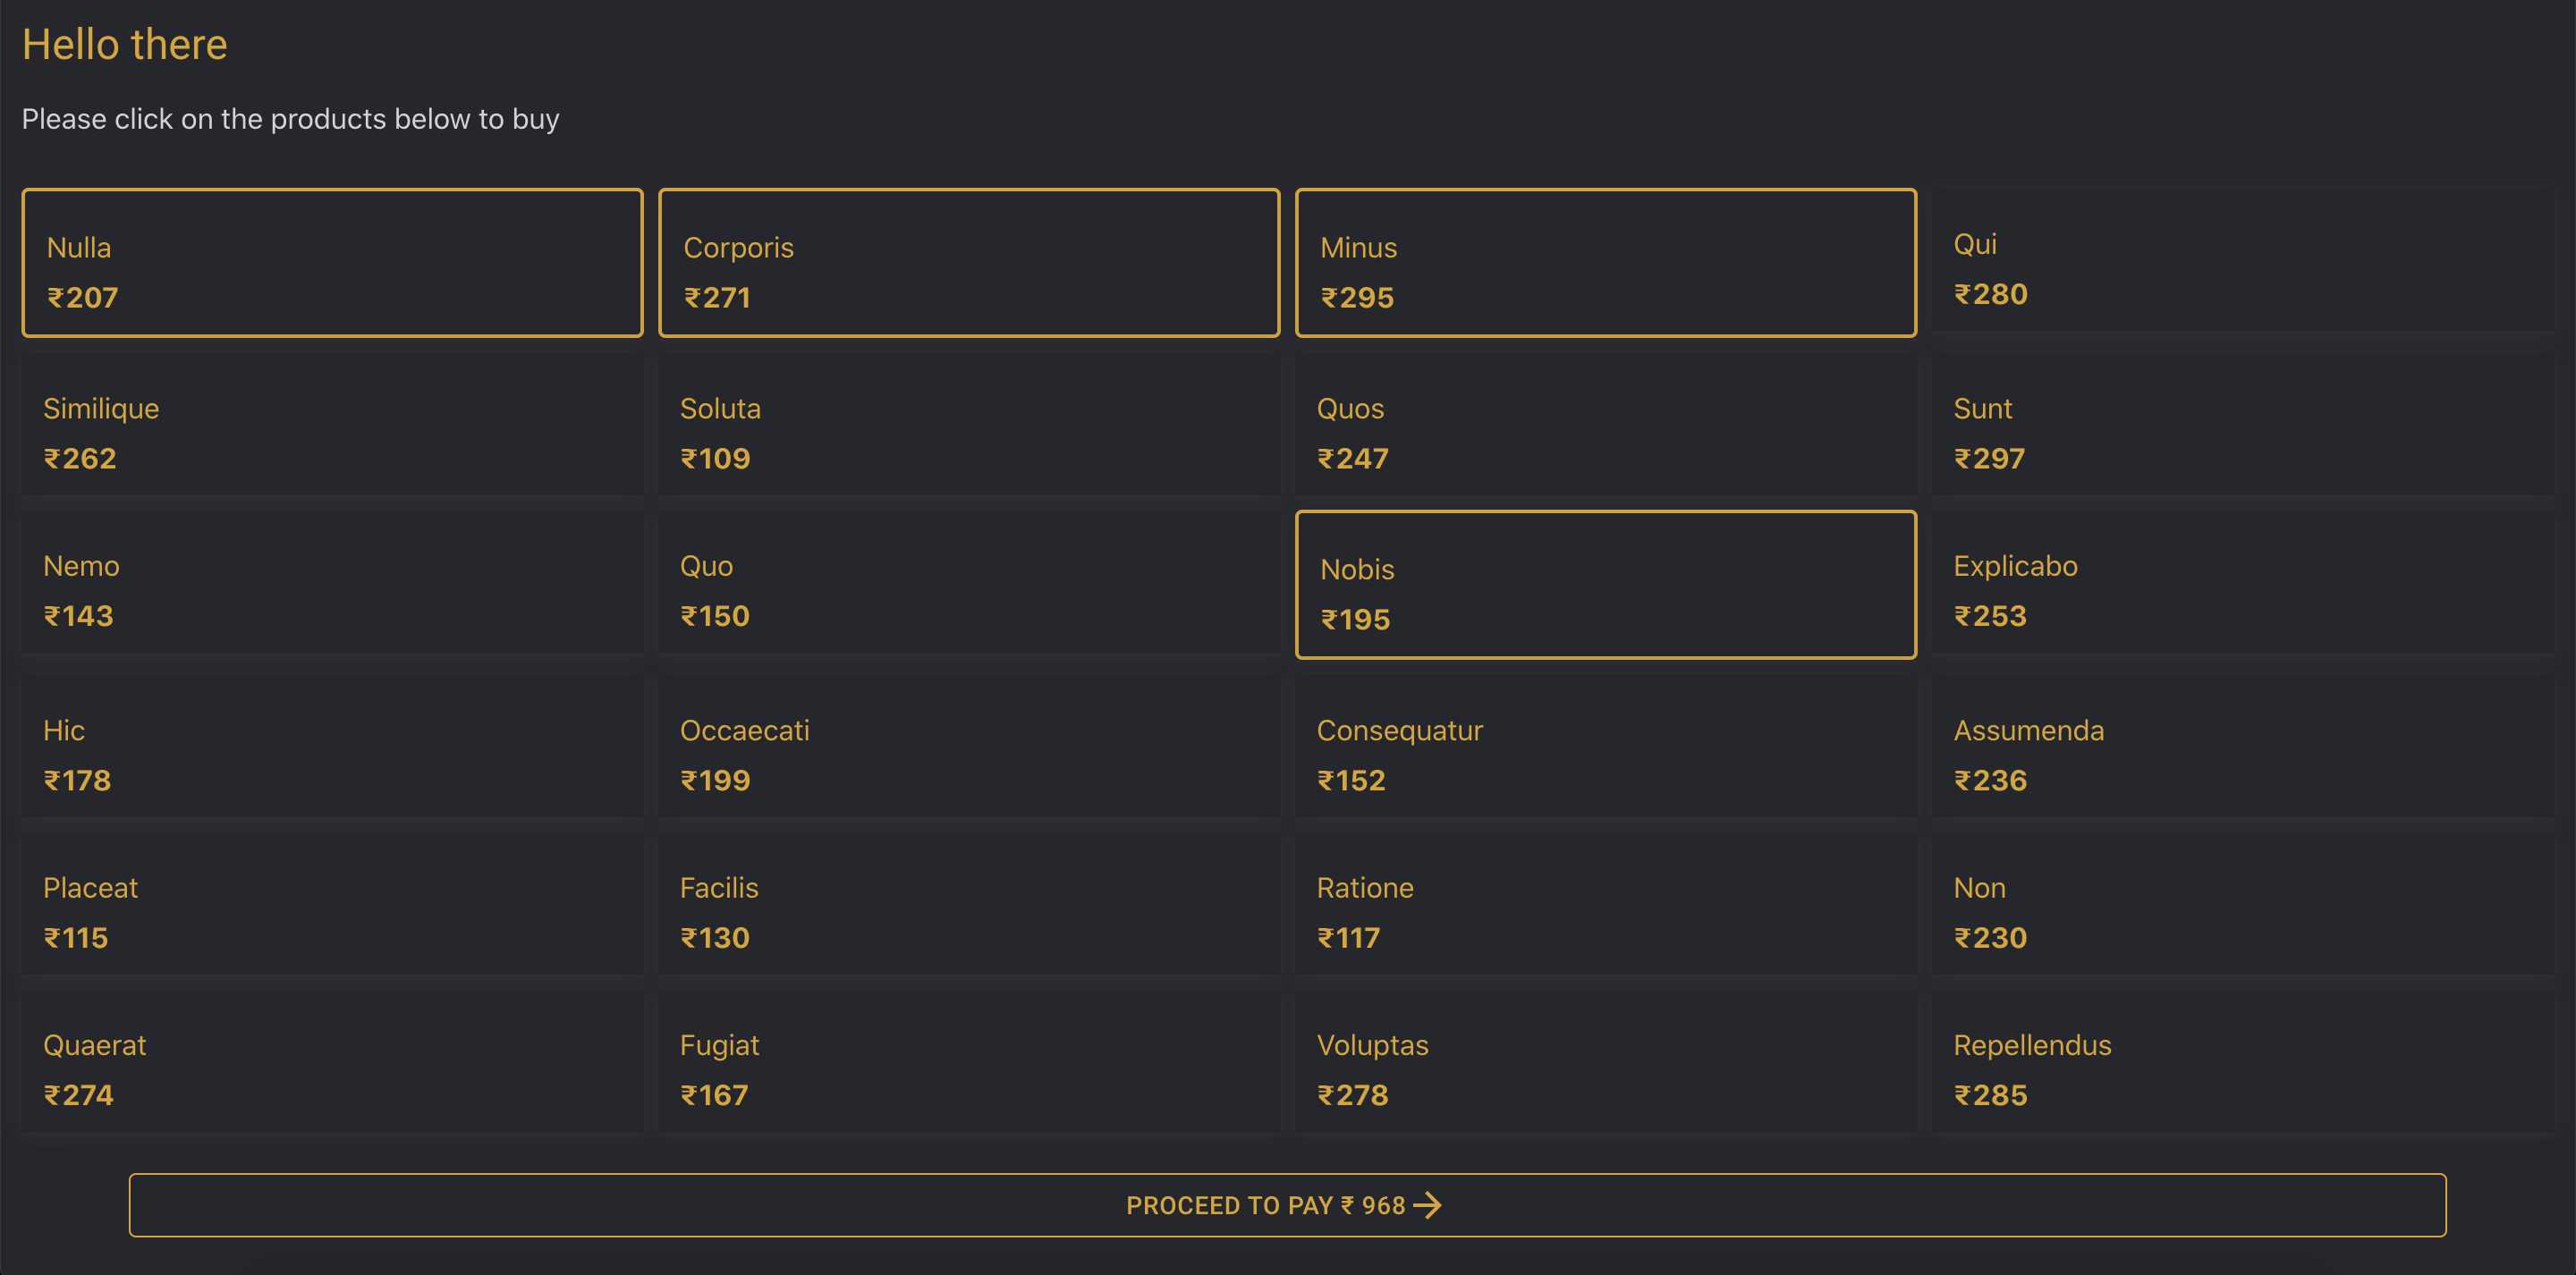 Hello there
Please click on the products below to buy
Nulla
₹207
Corporis
₹271
Minus
₹295
Qui
₹280
Similique
₹262
Soluta
₹109
Quos
₹247
Sunt
₹297
Nemo
₹143
Quo
₹150
Nobis
₹195
Explicabo
₹253
Hic
₹178
Occaecati
₹199
Consequatur
₹152
Assumenda
₹236
Placeat
₹115
Facilis
₹130
Ratione
₹117
Non
₹230
Quaerat
₹274
Fugiat
₹167
Voluptas
₹278
Repellendus
₹285
PROCEED TO PAY ₹ 968